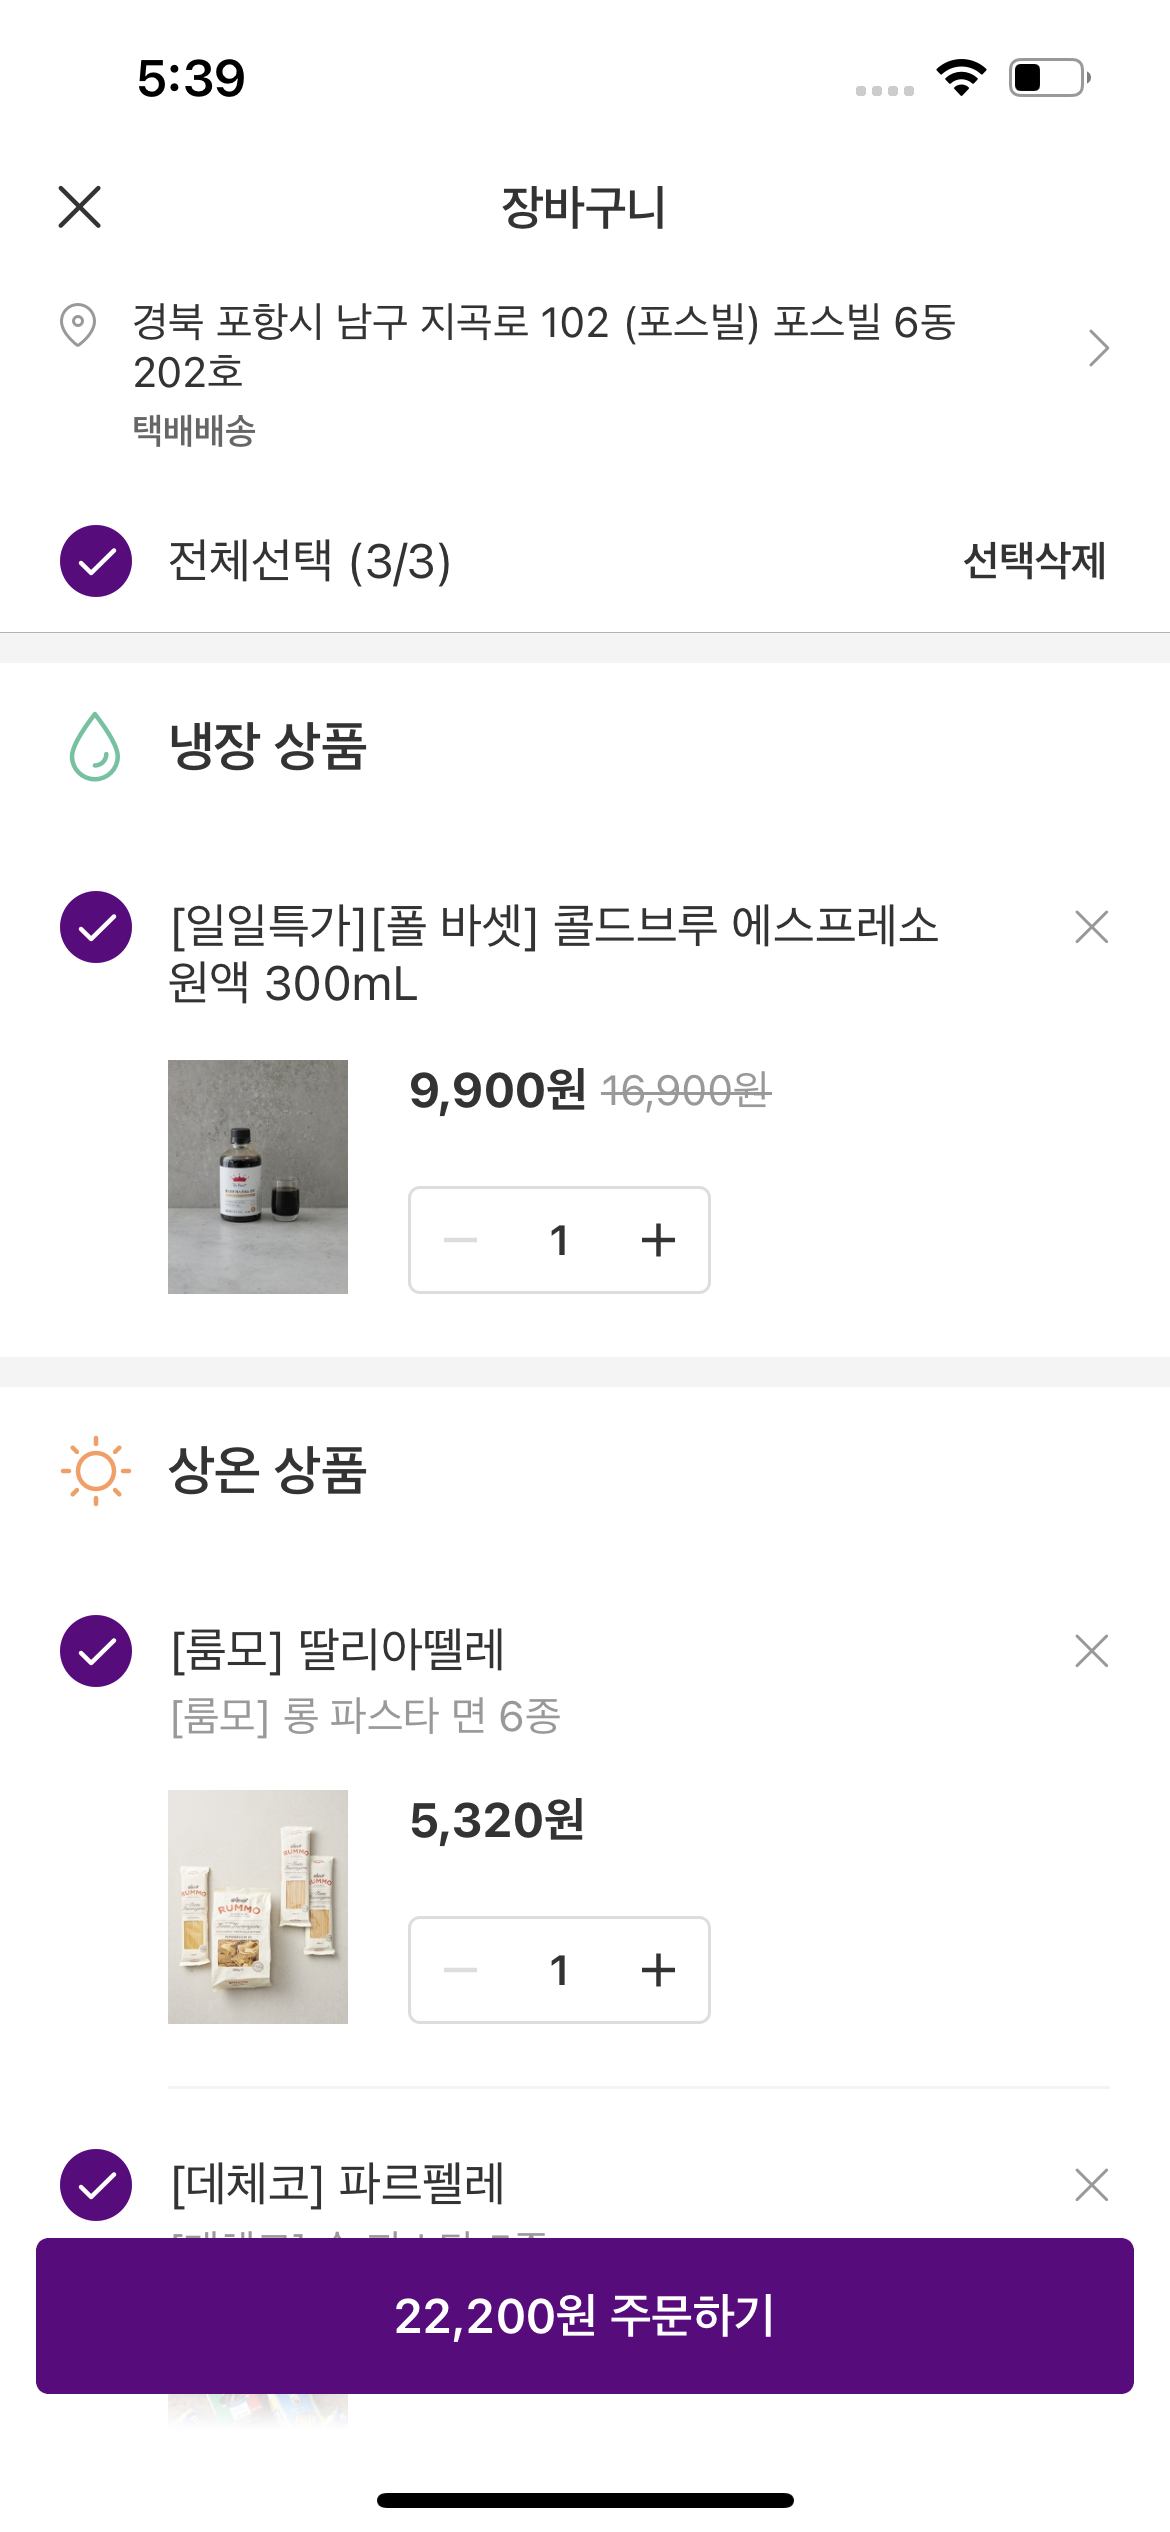 5:39
장바구니
경북 포항시 남구 지곡로 102 (포스빌) 포스빌 6동
202호
택배배송
전체선택 (3/3)
선택삭제
냉장 상품
[일일특가][폴 바셋] 콜드브루 에스프레소
원액 300mL
9,900원 16,900원
1
상온 상품
[룸모] 딸리아뗄레
[룸모] 롱 파스타 면 6종
RUMMO
RUMMO
RUMMO
RUMMO
5,320원
1
[데체코] 파르펠레
22,200원 주문하기